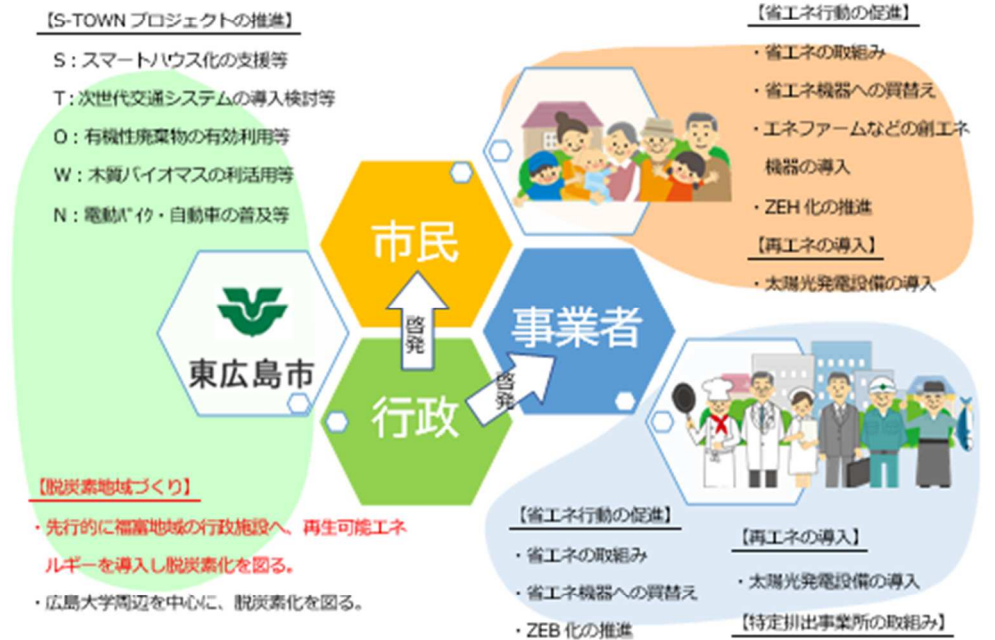 【S-TOWN プロジェクトの推進】
S：スマートハウス化の支援等
T：次世代交通システムの導入検討等
O：有機性廃棄物の有効利用等
W：木質バイオマスの利活用等
N：電動ﾊﾞｲｸ・自動車の普及等
【省エネ行動の促進】
・省エネの取組み
・省エネ機器への買替え
・エネファームなどの創エネ
機器の導入
・ZEH 化の推進
【再エネの導入】
・太陽光発電設備の導入
市民
啓発
事業者
啓発
行政
東広島市
【脱炭素地域づくり】
・先行的に福富地域の行政施設へ、再生可能エネ
ルギーを導入し脱炭素化を図る。
・広島大学周辺を中心に、脱炭素化を図る。
【省エネ行動の促進】
・省エネの取組み
・省エネ機器への買替え
・ZEB 化の推進
【再エネの導入】
・太陽光発電設備の導入
【特定排出事業所の取組み】